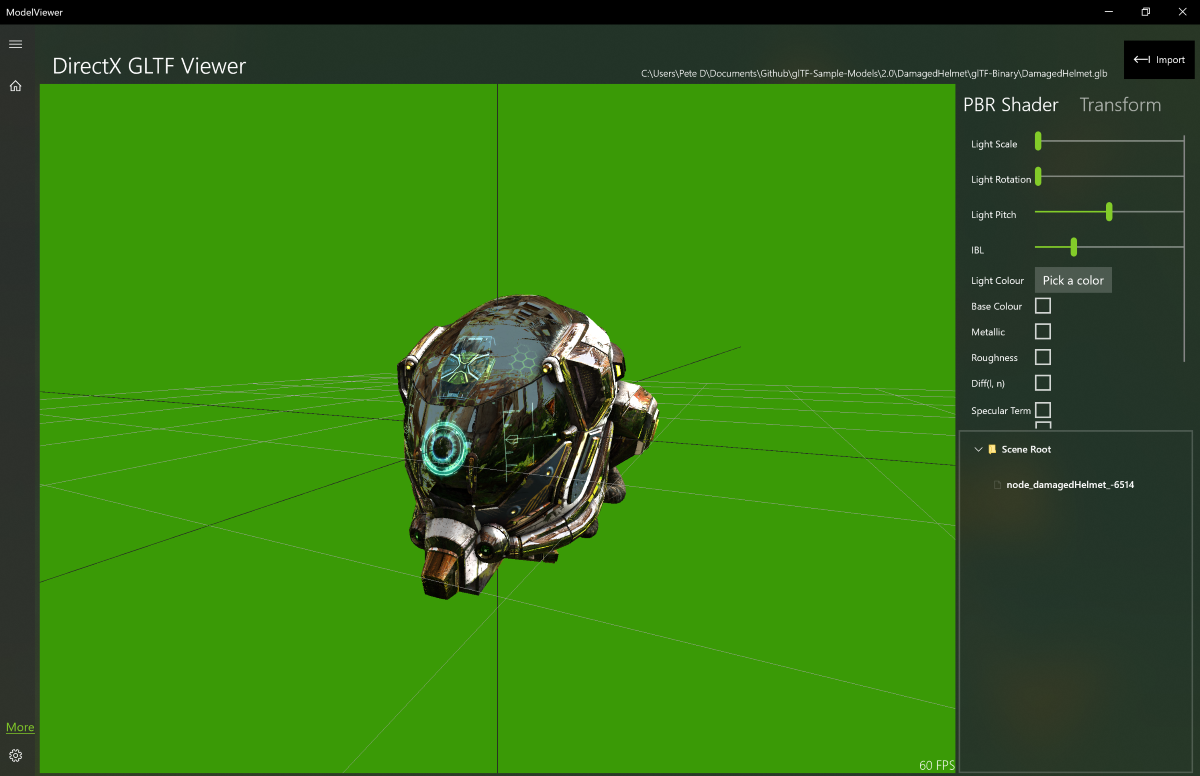 ModelViewer
DirectX GLTF Viewer
C:\Users\Pete D\Documents\Github\glTF-Sample-Models\2.0\DamagedHelmet\glTF-Binary\DamagedHelmet.glb
Import
PBR Shader Transform
Light Scale
Light Rotation
Light Pitch
IBL
Light Colour Pick a color
Base Colour
Metallic
Roughness
Diff(l, n)
Specular Term
Scene Root
node_damagedHelmet_-6514
More
60 FPS